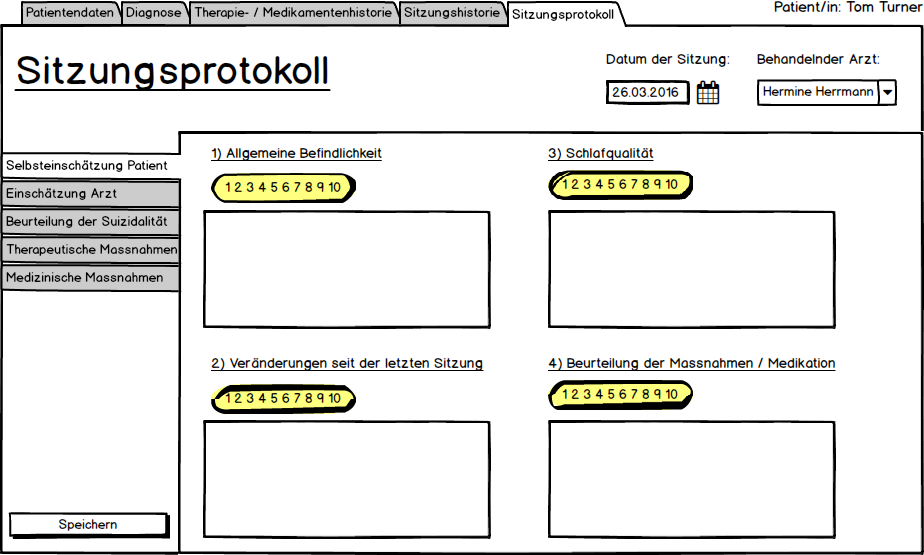 Patientendaten Diagnose Therapie- / Medikamentenhistorie Sitzungshistorie Sitzungsprotokoll Patient/in: Tom Turner
Sitzungsprotokoll
Datum der Sitzung: Behandelnder Arzt:
26.03.2016 Hermine Herrmann
Selbsteinschätzung Patient
Einschätzung Arzt
Beurteilung der Suizidalität
Therapeutische Massnahmen
Medizinische Massnahmen
Speichern
1) Allgemeine Befindlichkeit
1 2 3 4 5 6 7 8 9 10
2) Veränderungen seit der letzten Sitzung
1 2 3 4 5 6 7 8 9 10
3) Schlafqualität
1 2 3 4 5 6 7 8 9 10
4) Beurteilung der Massnahmen / Medikation
1 2 3 4 5 6 7 8 9 10